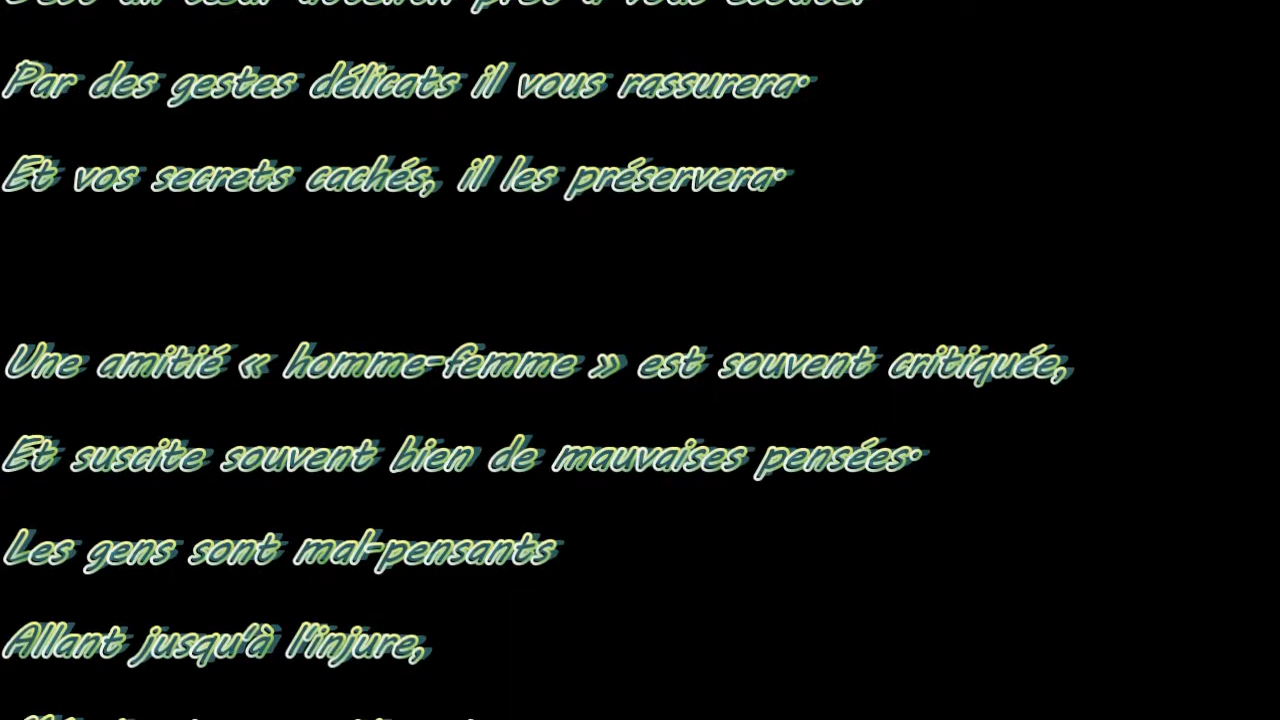 Par des gestes délicats il vous rassurera.
Et vos secrets cachés, il les préservera.
Une amitié « homme-femme » est souvent critiquée,
Et suscite souvent bien de mauvaises pensées.
Les gens sont mal-pensants
Allant jusqu'à l'injure,